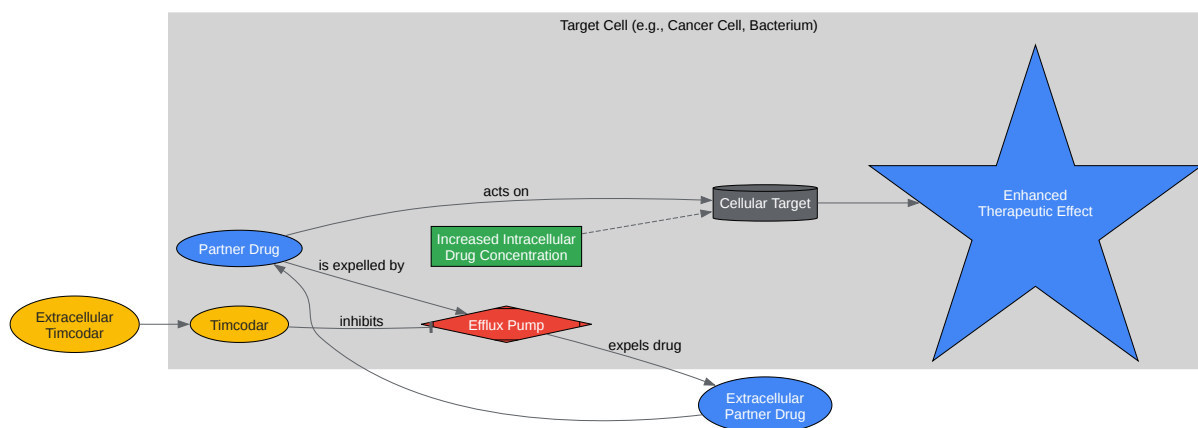 Target Cell (e.g., Cancer Cell, Bacterium)
acts on
Cellular Target
Enhanced
Therapeutic Effect
Increased Intracellular
Drug Concentration
Partner Drug
is expelled by
Extracellular
Timcodar
Timcodar
inhibits
Efflux Pump
expels drug
Extracellular
Partner Drug